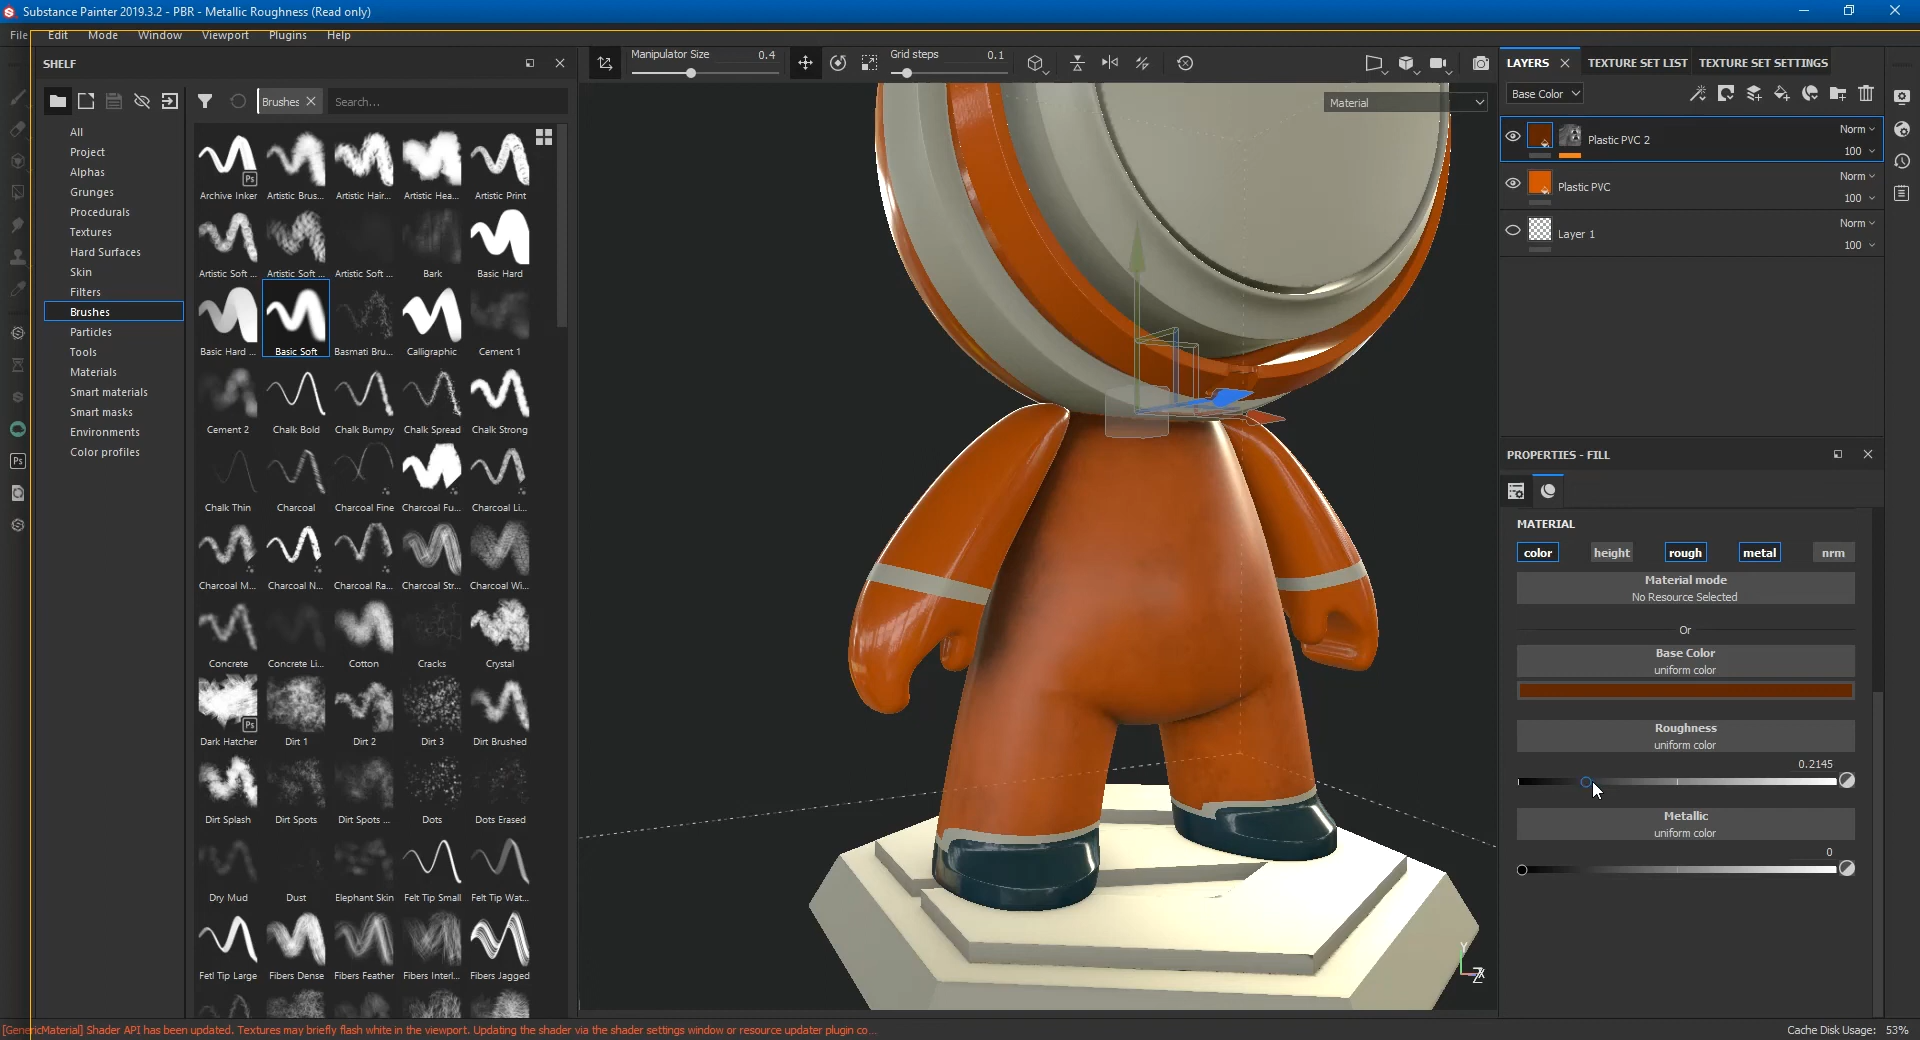 Substance Painter 2019.3.2 - PBR - Metallic Roughness (Read only)
File Edit Mode Window Viewport Plugins Help
SHELF
Brushes
Search...
All
Project
Alphas
Grunges
Procedurals
Textures
Hard Surfaces
Skin
Filters
Brushes
Particles
Tools
Materials
Smart materials
Smart masks
Environments
Color profiles
Ps
Archive Inker Artistic Brus... Artistic Hair... Artistic Hea... Artistic Print
Artistic Soft ... Artistic Soft ... Artistic Soft ... Bark Basic Hard
Basic Hard ... Basic Soft Basmati Bru... Calligraphic Cement 1
Cement 2 Chalk Bold Chalk Bumpy Chalk Spread Chalk Strong
Chalk Thin Charcoal Charcoal Fine Charcoal Fu... Charcoal Li...
Charcoal M... Charcoal N... Charcoal Ra... Charcoal Str... Charcoal Wi...
Concrete Concrete Li... Cotton Cracks Crystal
Ps
Dark Hatcher Dirt 1 Dirt 2 Dirt 3 Dirt Brushed
Dirt Splash Dirt Spots Dirt Spots ... Dots Dots Erased
Dry Mud Dust Elephant Skin Felt Tip Small Felt Tip Wat...
Fetl Tip Large Fibers Dense Fibers Feather Fibers Interl... Fibers Jagged
Ps
Manipulator Size 0.4
Grid steps 0.1
Material
Y
Z
LAYERS TEXTURE SET LIST TEXTURE SET SETTINGS
Base Color
Plastic PVC 2 Norm
100
Plastic PVC Norm
100
Layer 1 Norm
100
PROPERTIES - FILL
MATERIAL
color height rough metal nrm
Material mode
No Resource Selected
Or
Base Color
uniform color
Roughness
uniform color
0.2145
Metallic
uniform color
0
[GenericMaterial] Shader API has been updated. Textures may briefly flash white in the viewport. Updating the shader via the shader settings window or resource updater plugin co...
Cache Disk Usage: 53%